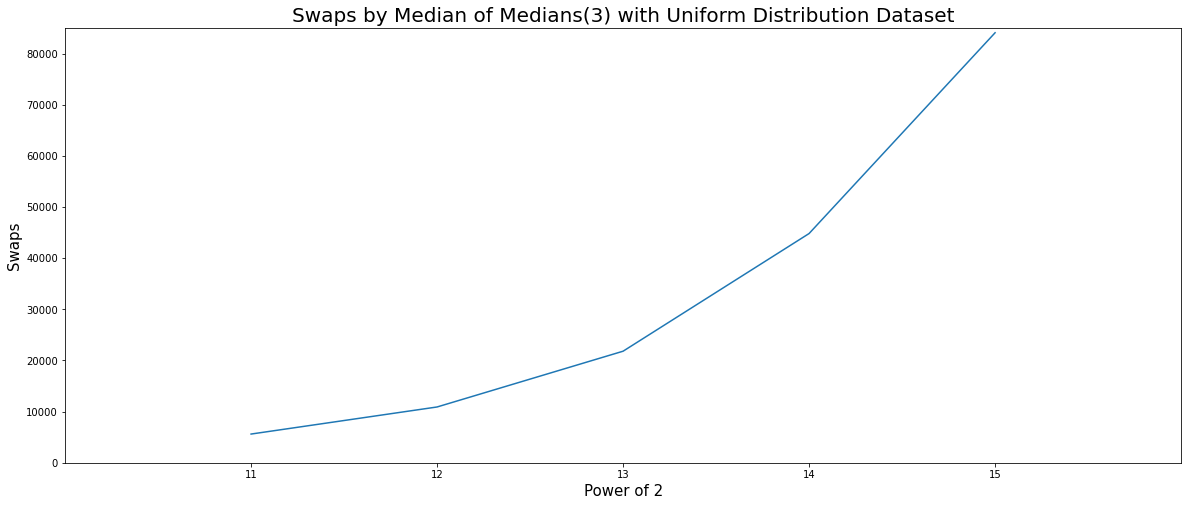 Swaps by Median of Medians(3) with Uniform Distribution Dataset
80000
70000
60000
50000
40000
30000
20000
10000
0
Swaps
11 12 13 14 15
Power of 2